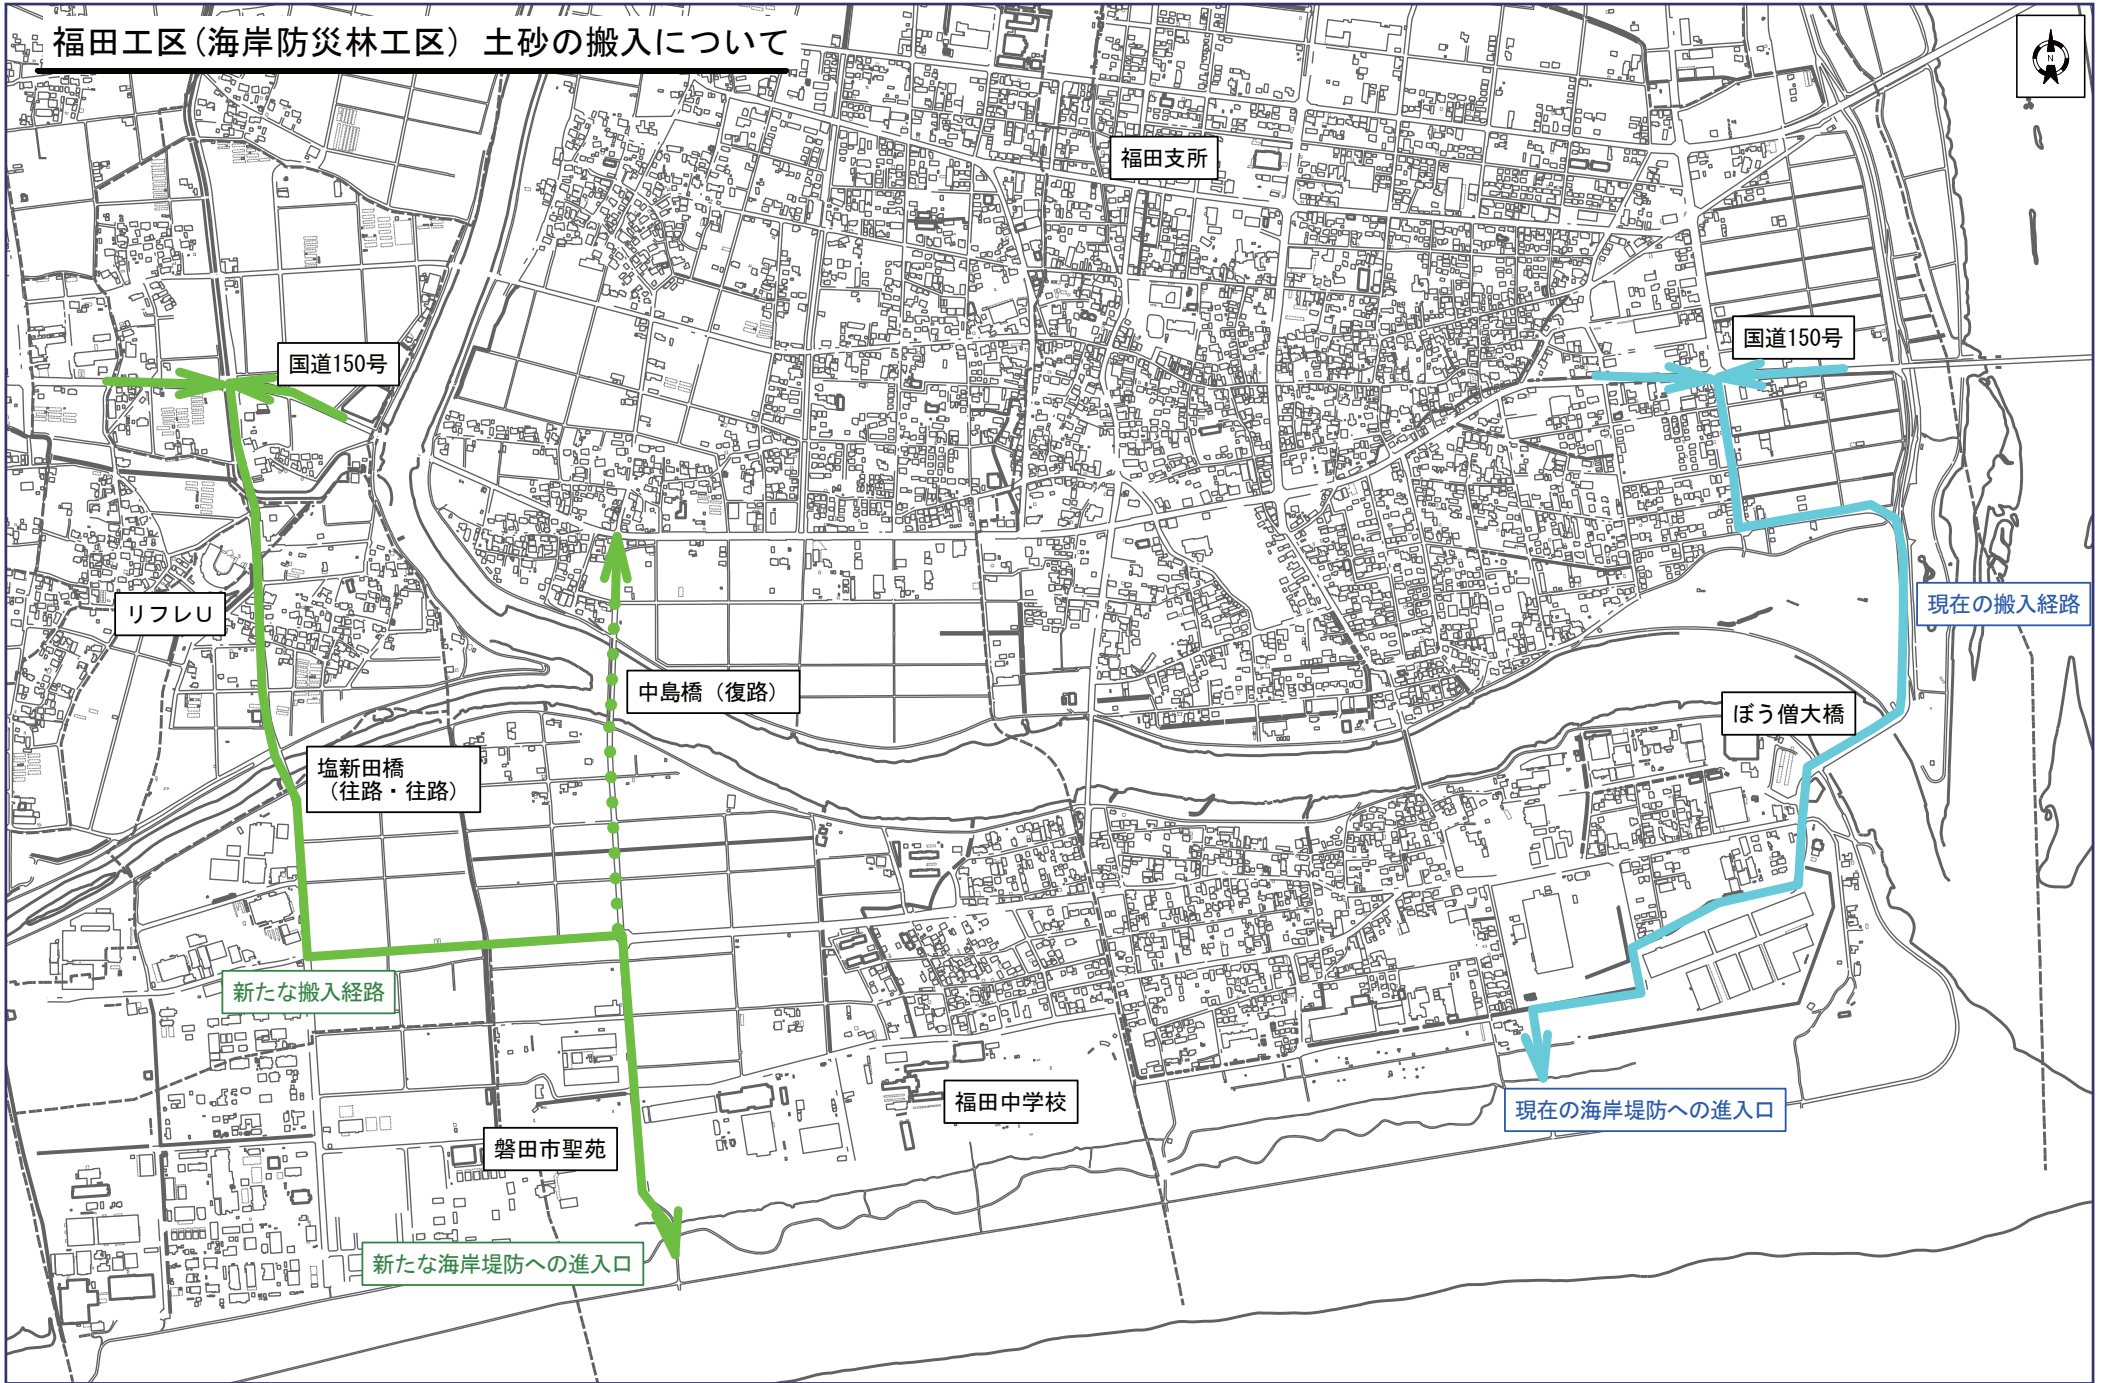 福田工区(海岸防災林工区) 土砂の搬入について
N
福田支所
国道150号
国道150号
現在の搬入経路
リフレU
中島橋(復路)
ぼう僧大橋
塩新田橋
(往路・往路)
新たな搬入経路
福田中学校
現在の海岸堤防への進入口
磐田市聖苑
新たな海岸堤防への進入口